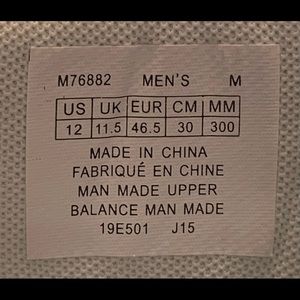 M76882 MEN'S M
US UK EUR CM MM
12 11.5 46.5 30 300
MADE IN CHINA
FABRIQUÉ EN CHINE
MAN MADE UPPER
BALANCE MAN MADE
19E501 J15